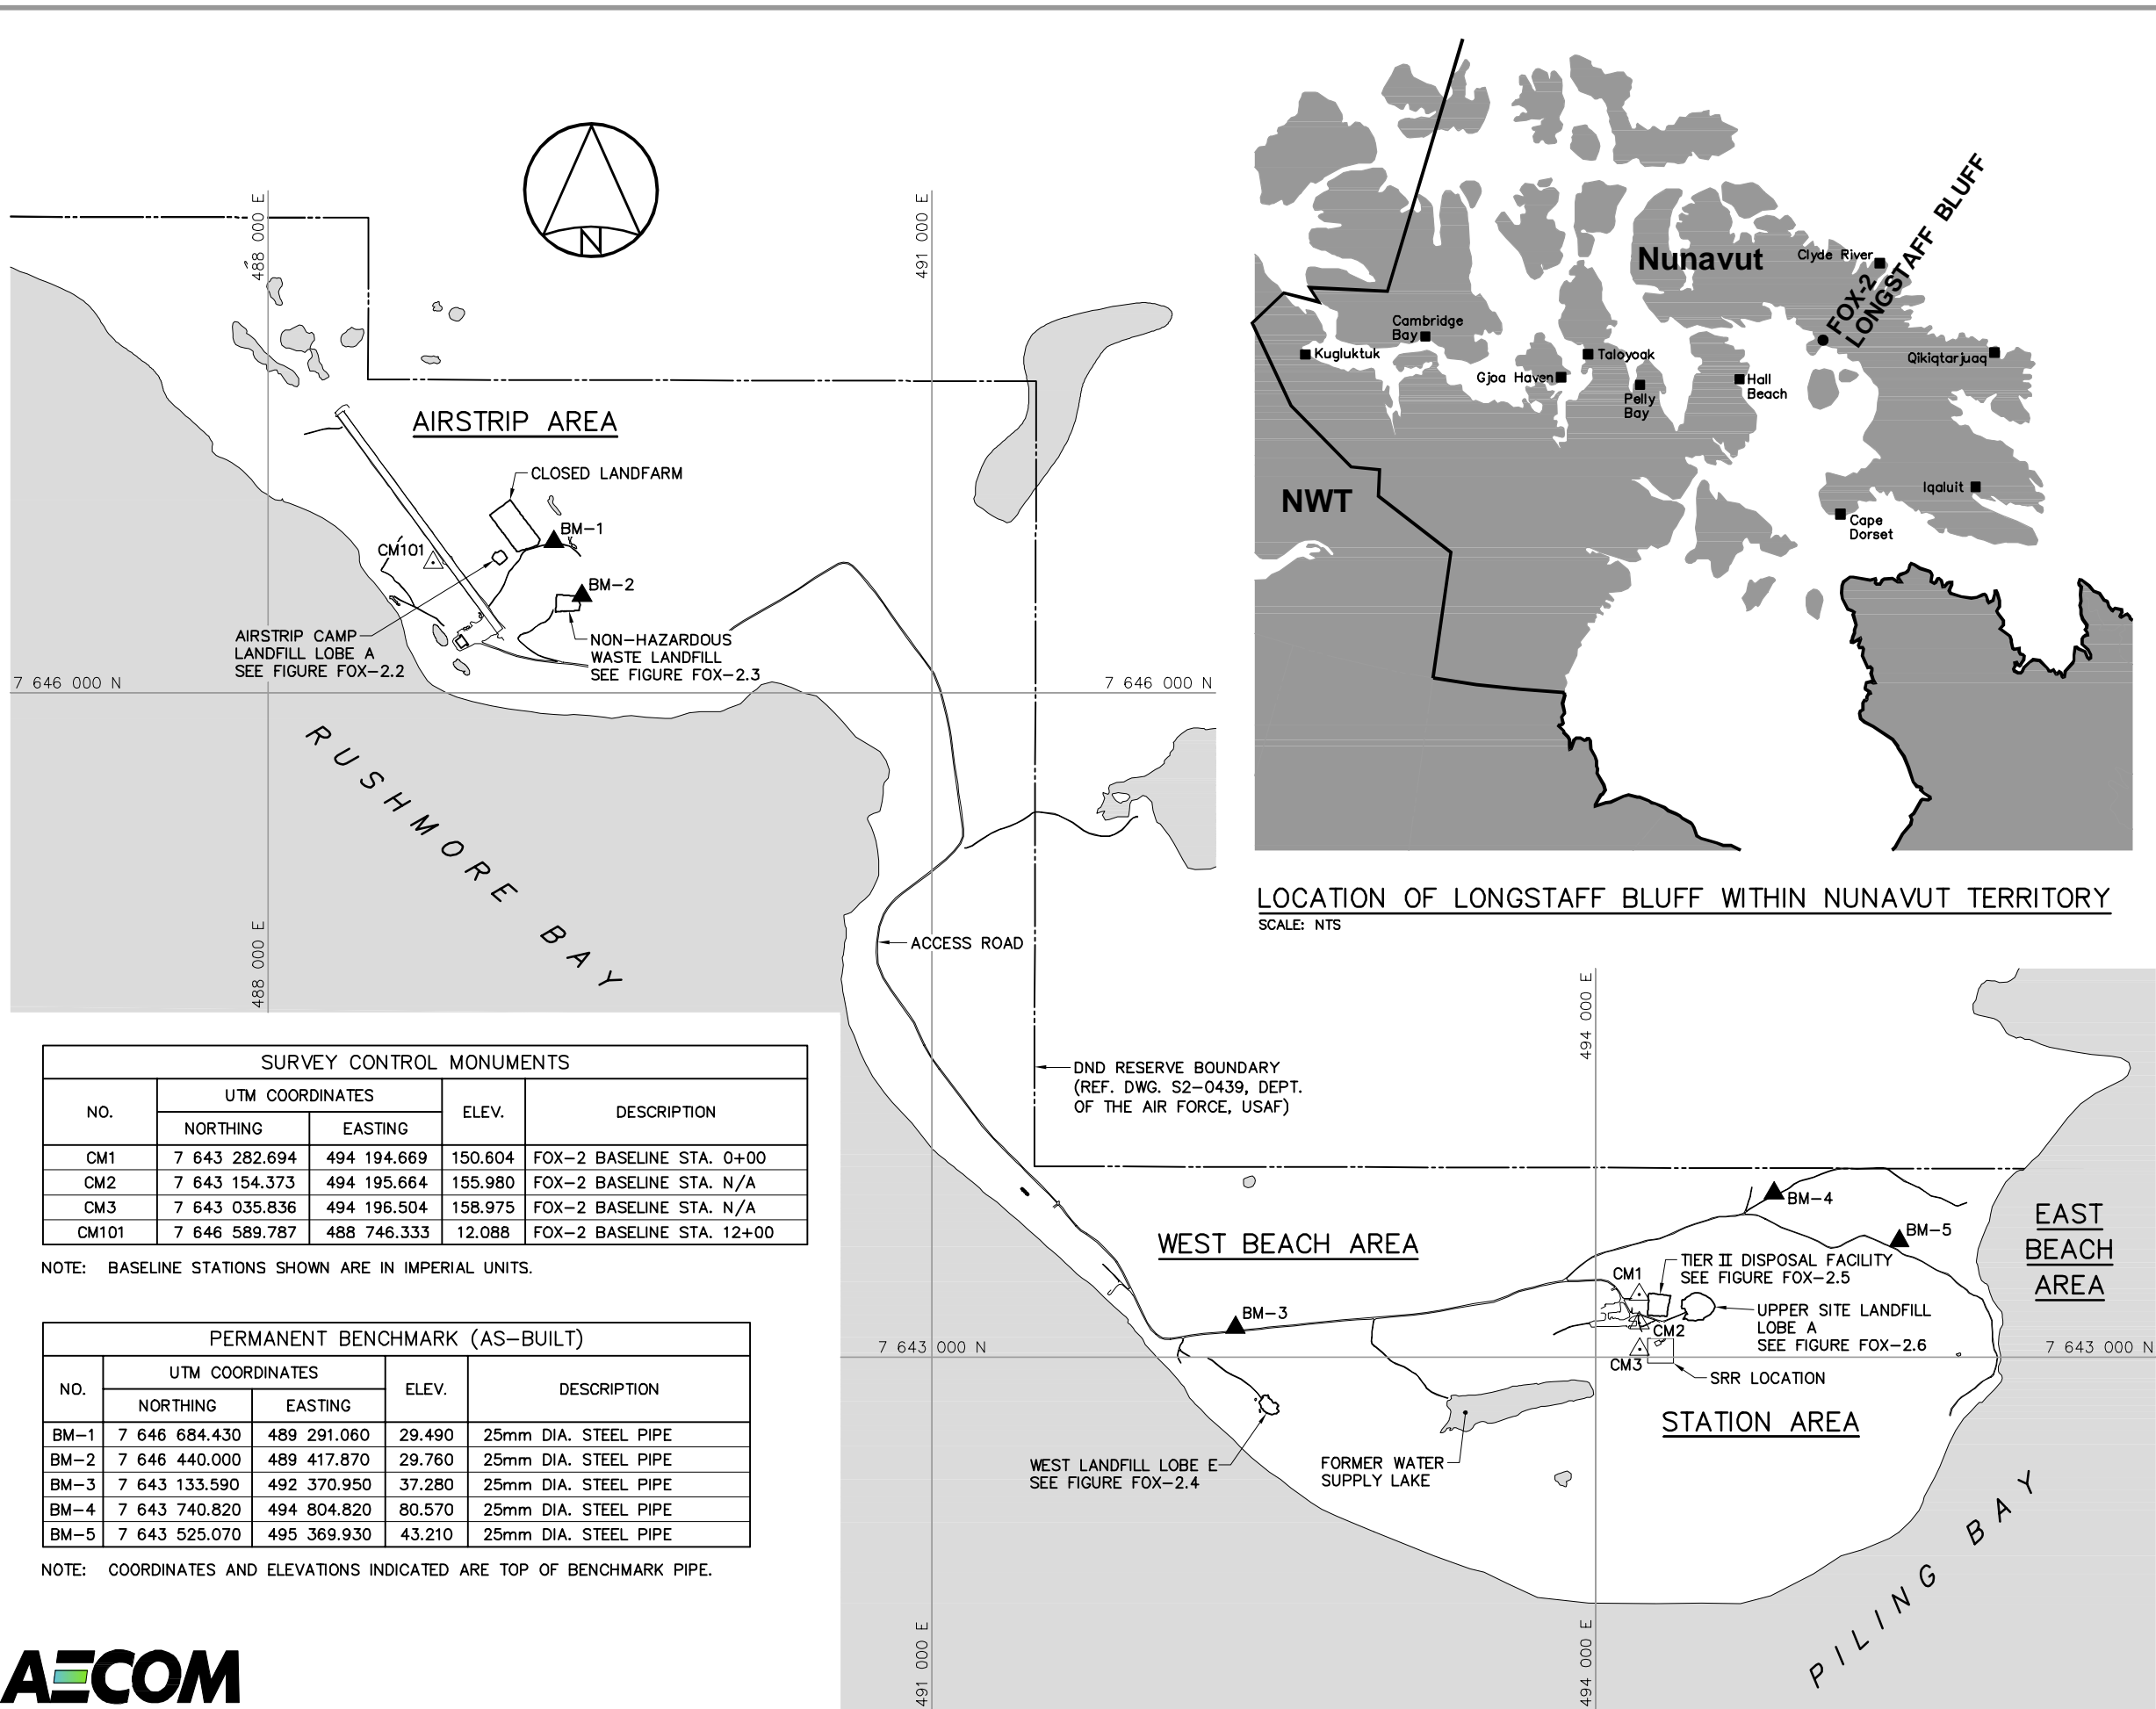 N
488 000 E
491 000 E
AIRSTRIP AREA
CLOSED LANDFARM
BM-1
CM101
BM-2
AIRSTRIP CAMP
LANDFILL LOBE A
SEE FIGURE FOX-2.2
NON-HAZARDOUS
WASTE LANDFILL
SEE FIGURE FOX-2.3
7 646 000 N
7 646 000 N
RUSHMORE BAY
488 000 E
ACCESS ROAD
Nunavut
Clyde River
FOX-2
LONGSTAFF BLUFF
Cambridge
Bay
Kugluktuk
Taloyoak
Gjoa Haven
Pelly
Bay
Hall
Beach
Qikiqtarjuaq
NWT
Iqaluit
Cape
Dorset
LOCATION OF LONGSTAFF BLUFF WITHIN NUNAVUT TERRITORY
SCALE: NTS
494 000 E
DND RESERVE BOUNDARY
(REF. DWG. S2-0439, DEPT.
OF THE AIR FORCE, USAF)
SURVEY CONTROL MONUMENTS
NO. UTM COORDINATES ELEV. DESCRIPTION
NORTHING EASTING
CM1 7 643 282.694 494 194.669 150.604 FOX-2 BASELINE STA. 0+00
CM2 7 643 154.373 494 195.664 155.980 FOX-2 BASELINE STA. N/A
CM3 7 643 035.836 494 196.504 158.975 FOX-2 BASELINE STA. N/A
CM101 7 646 589.787 488 746.333 12.088 FOX-2 BASELINE STA. 12+00
NOTE: BASELINE STATIONS SHOWN ARE IN IMPERIAL UNITS.
PERMANENT BENCHMARK (AS-BUILT)
NO. UTM COORDINATES ELEV. DESCRIPTION
NORTHING EASTING
BM-1 7 646 684.430 489 291.060 29.490 25mm DIA. STEEL PIPE
BM-2 7 646 440.000 489 417.870 29.760 25mm DIA. STEEL PIPE
BM-3 7 643 133.590 492 370.950 37.280 25mm DIA. STEEL PIPE
BM-4 7 643 740.820 494 804.820 80.570 25mm DIA. STEEL PIPE
BM-5 7 643 525.070 495 369.930 43.210 25mm DIA. STEEL PIPE
NOTE: COORDINATES AND ELEVATIONS INDICATED ARE TOP OF BENCHMARK PIPE.
BM-4
BM-5
EAST
BEACH
AREA
WEST BEACH AREA
TIER II DISPOSAL FACILITY
SEE FIGURE FOX-2.5
CM1
BM-3
UPPER SITE LANDFILL
LOBE A
SEE FIGURE FOX-2.6
CM2
CM3
7 643 000 N
7 643 000 N
SRR LOCATION
STATION AREA
WEST LANDFILL LOBE E
SEE FIGURE FOX-2.4
FORMER WATER
SUPPLY LAKE
PILING BAY
491 000 E
494 000 E
AECOM